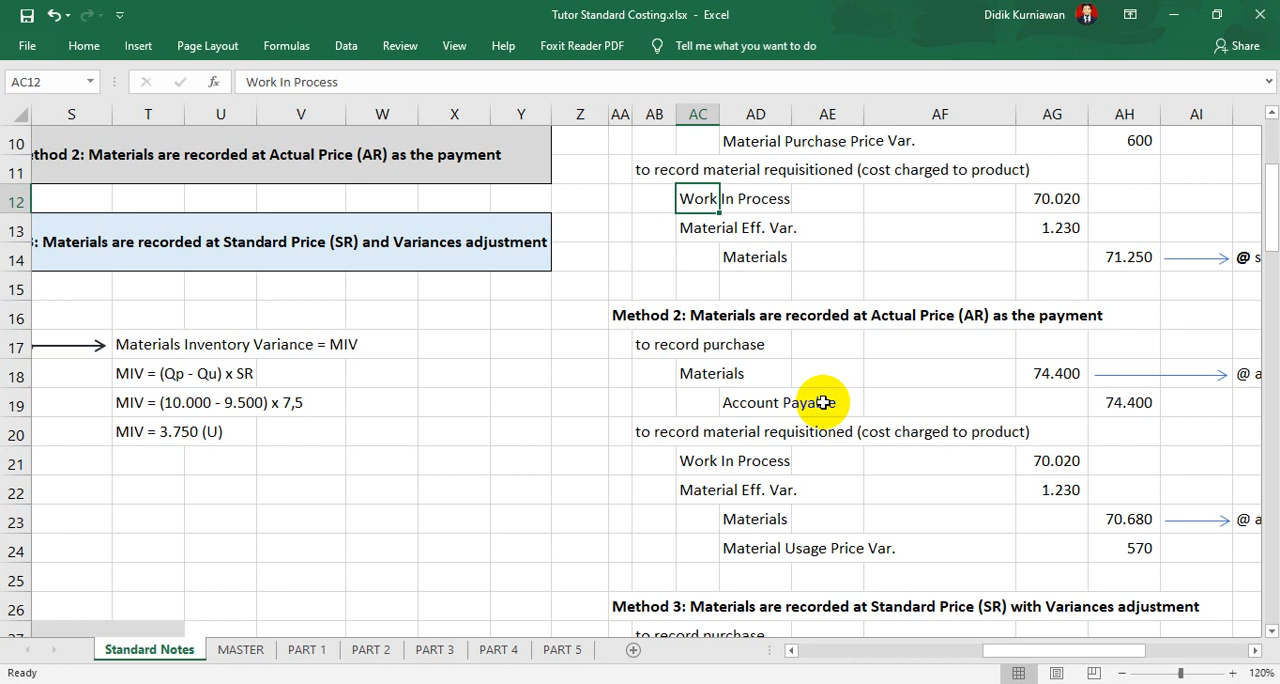 Tutor Standard Costing.xlsx - Excel
Didik Kurniawan
File Home Insert Page Layout Formulas Data Review View Help Foxit Reader PDF Tell me what you want to do Share
AC12 fx Work In Process
S T U V W X Y Z AA AB AC AD AE AF AG AH AI
10 Material Purchase Price Var. 600
ethod 2: Materials are recorded at Actual Price (AR) as the payment
11 to record material requisitioned (cost charged to product)
12 Work In Process 70.020
13 Material Eff. Var. 1.230
: Materials are recorded at Standard Price (SR) and Variances adjustment
14 Materials 71.250 @ s
15
16 Method 2: Materials are recorded at Actual Price (AR) as the payment
17 Materials Inventory Variance = MIV to record purchase
18 MIV = (Qp - Qu) x SR Materials 74.400 @ a
19 MIV = (10.000 - 9.500) x 7,5 Account Payable 74.400
20 MIV = 3.750 (U) to record material requisitioned (cost charged to product)
21 Work In Process 70.020
22 Material Eff. Var. 1.230
23 Materials 70.680 @ a
24 Material Usage Price Var. 570
25
26 Method 3: Materials are recorded at Standard Price (SR) with Variances adjustment
27 to record purchase
Standard Notes MASTER PART 1 PART 2 PART 3 PART 4 PART 5
Ready 120%